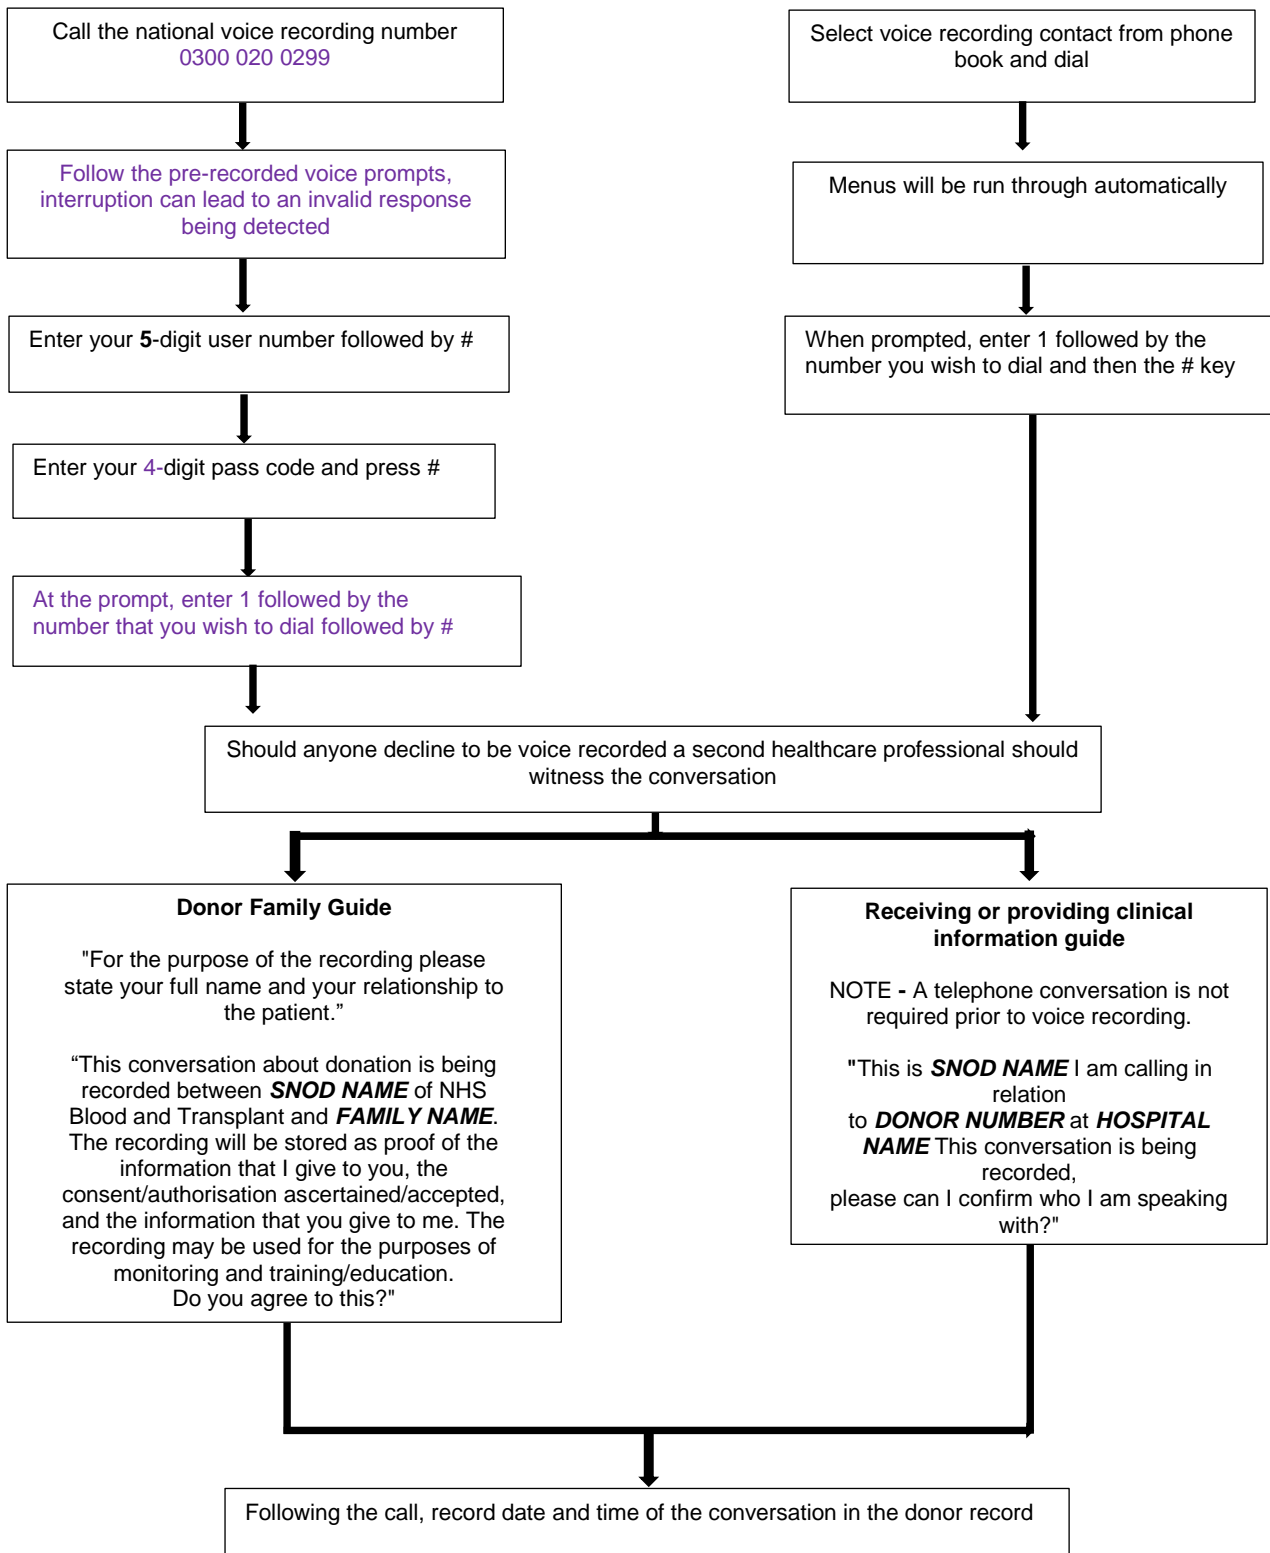 Call the national voice recording number
0300 020 0299
Follow the pre-recorded voice prompts,
interruption can lead to an invalid response
being detected
Enter your 5-digit user number followed by #
Enter your 4-digit pass code and press #
At the prompt, enter 1 followed by the
number that you wish to dial followed by #
Select voice recording contact from phone
book and dial
Menus will be run through automatically
When prompted, enter 1 followed by the
number you wish to dial and then the # key
Should anyone decline to be voice recorded a second healthcare professional should
witness the conversation
Donor Family Guide
"For the purpose of the recording please
state your full name and your relationship to
the patient.”
“This conversation about donation is being
recorded between SNOD NAME of NHS
Blood and Transplant and FAMILY NAME.
The recording will be stored as proof of the
information that I give to you, the
consent/authorisation ascertained/accepted,
and the information that you give to me. The
recording may be used for the purposes of
monitoring and training/education.
Do you agree to this?"
Receiving or providing clinical
information guide
NOTE - A telephone conversation is not
required prior to voice recording.
"This is SNOD NAME I am calling in
relation
to DONOR NUMBER at HOSPITAL
NAME This conversation is being
recorded,
please can I confirm who I am speaking
with?"
Following the call, record date and time of the conversation in the donor record